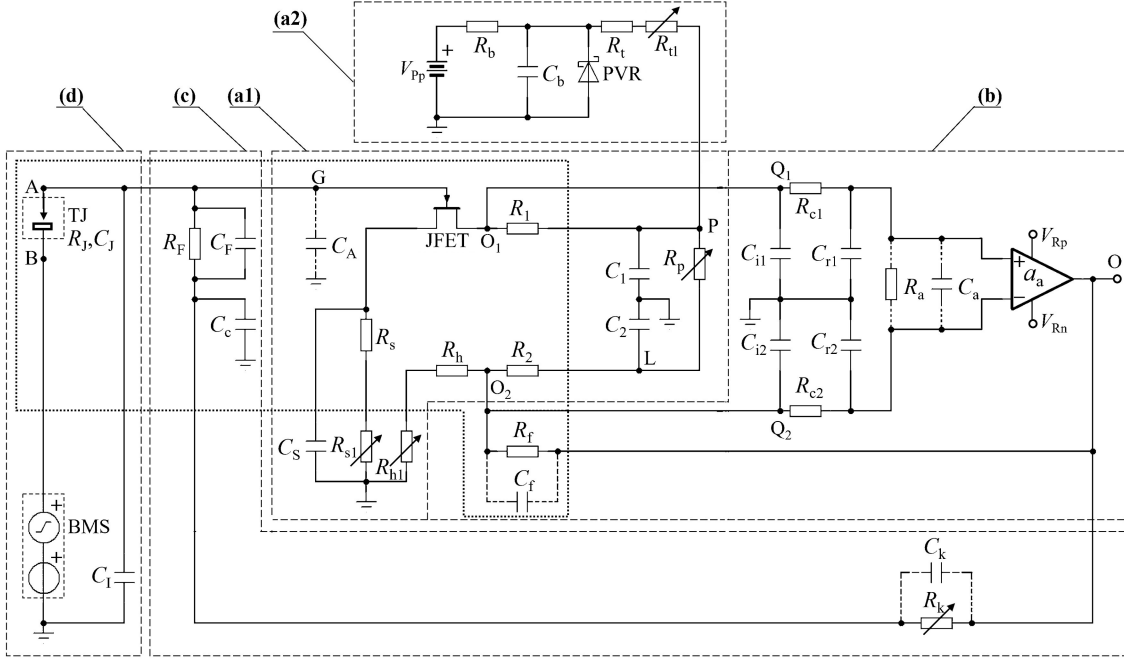 (a2)
+
V_Pp
R_b
C_b
PVR
R_t
R_t1
(d)
(c)
(a1)
(b)
A
TJ
R_J,C_J
B
R_F
C_F
C_c
G
C_A
JFET
O_1
R_1
P
C_1
C_2
R_p
L
Q_1
R_c1
C_i1
C_r1
C_i2
C_r2
R_a
C_a
+
a_a
−
V_Rp
V_Rn
O
R_s
R_h
O_2
R_2
R_c2
Q_2
C_S
R_s1
R_h1
R_f
C_f
+
BMS
+
C_I
C_k
R_k